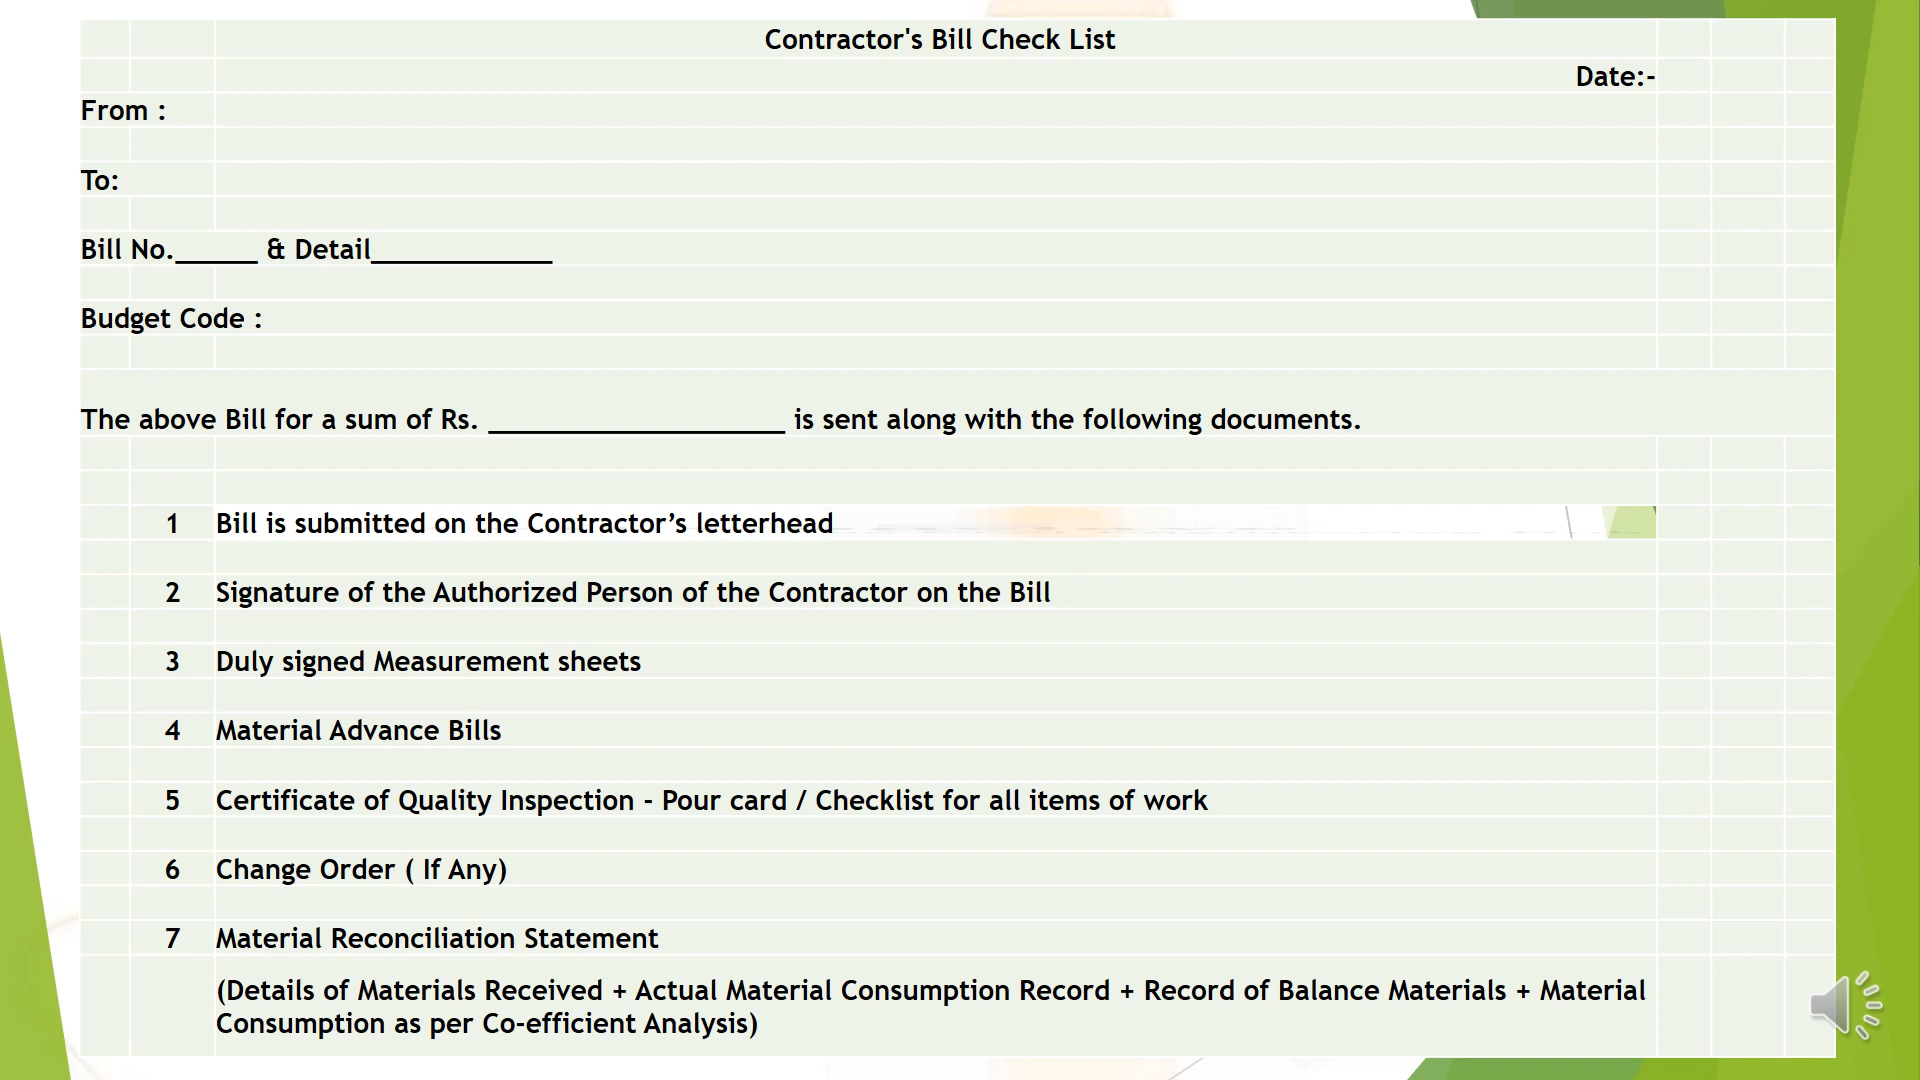 Contractor's Bill Check List
Date:-
From :
To:
Bill No.______ & Detail_____________
Budget Code :
The above Bill for a sum of Rs. _____________________ is sent along with the following documents.
1 Bill is submitted on the Contractor’s letterhead
2 Signature of the Authorized Person of the Contractor on the Bill
3 Duly signed Measurement sheets
4 Material Advance Bills
5 Certificate of Quality Inspection - Pour card / Checklist for all items of work
6 Change Order ( If Any)
7 Material Reconciliation Statement
(Details of Materials Received + Actual Material Consumption Record + Record of Balance Materials + Material
Consumption as per Co-efficient Analysis)